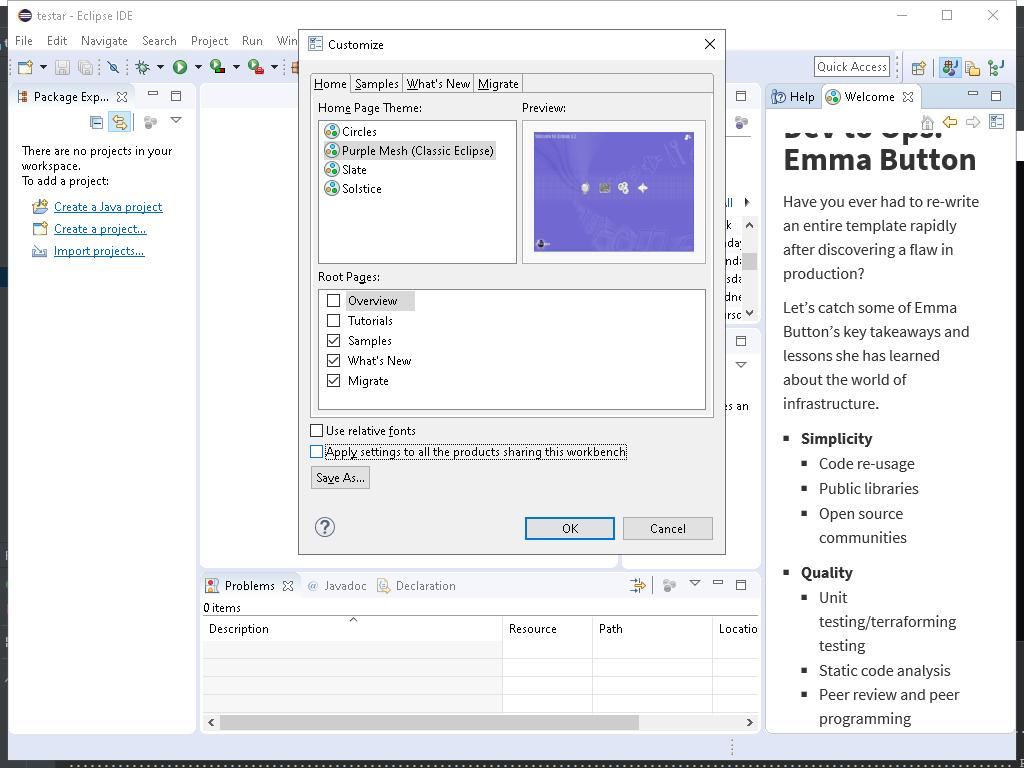 testar - Eclipse IDE
File Edit Navigate Search Project Run
Quick Access
Package Exp...
There are no projects in your
workspace.
To add a project:
Create a Java project
Create a project...
Import projects...
Customize
Home Samples What's New Migrate
Home Page Theme:
Circles
Purple Mesh (Classic Eclipse)
Slate
Solstice
Preview:
Root Pages:
Overview
Tutorials
Samples
What's New
Migrate
Use relative fonts
Apply settings to all the products sharing this workbench
Save As...
OK Cancel
es an
Problems Javadoc Declaration
0 items
Description Resource Path Locatio
Help Welcome
Dev to Ops:
Emma Button
Have you ever had to re-write
an entire template rapidly
after discovering a flaw in
production?
Let's catch some of Emma
Button's key takeaways and
lessons she has learned
about the world of
infrastructure.
Simplicity
Code re-usage
Public libraries
Open source
communities
Quality
Unit
testing/terraforming
testing
Static code analysis
Peer review and peer
programming